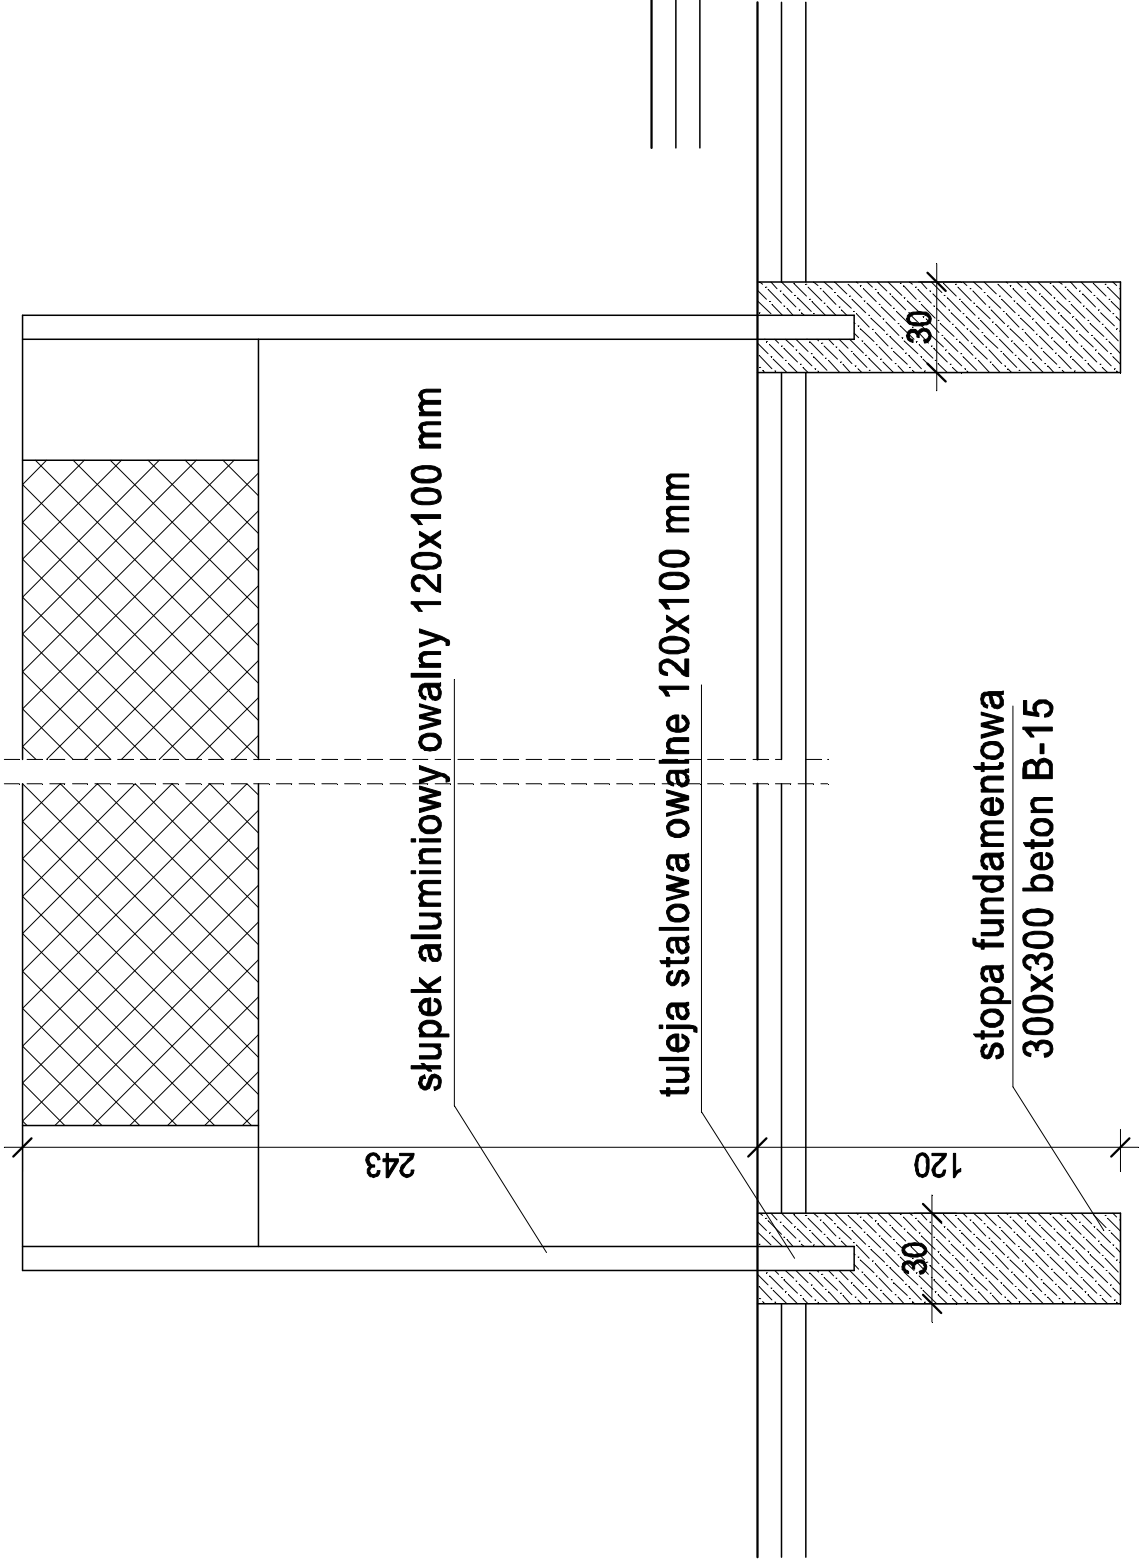 słupek aluminiowy owalny 120x100 mm
tuleja stalowa owalne 120x100 mm
stopa fundamentowa
300x300 beton B-15
243
120
30
30